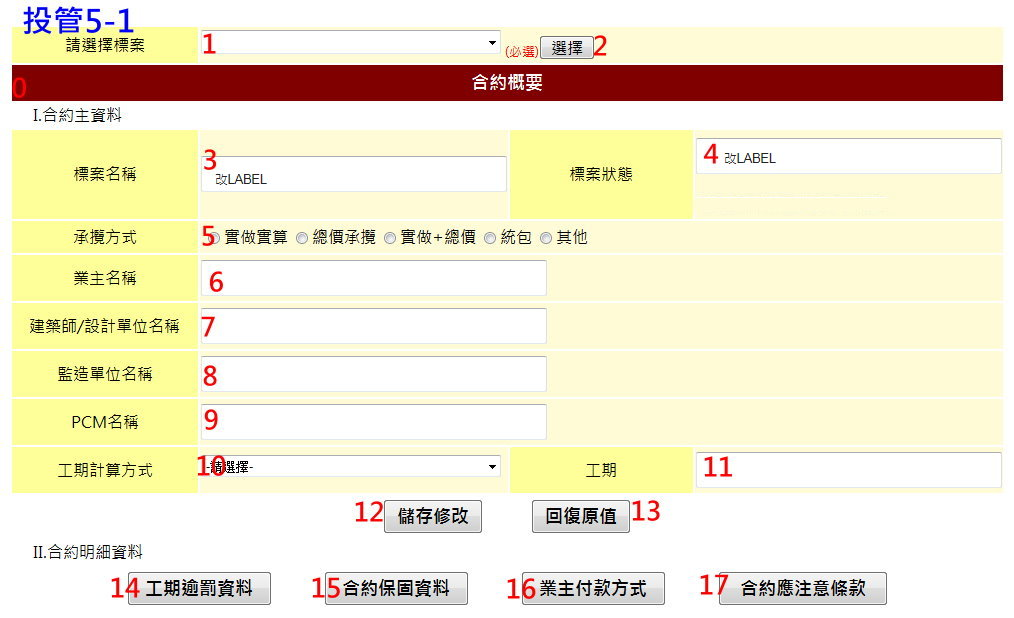 投管5-1
請選擇標案 1 (必選) 選擇 2
0 合約概要
I.合約主資料
標案名稱 3 改LABEL 標案狀態 4 改LABEL
承攬方式 5 實做實算 總價承攬 實做+總價 統包 其他
業主名稱 6
建築師/設計單位名稱 7
監造單位名稱 8
PCM名稱 9
工期計算方式 10 -請選擇- 工期 11
12 儲存修改 回復原值 13
II.合約明細資料
14 工期逾罰資料 15 合約保固資料 16 業主付款方式 17 合約應注意條款